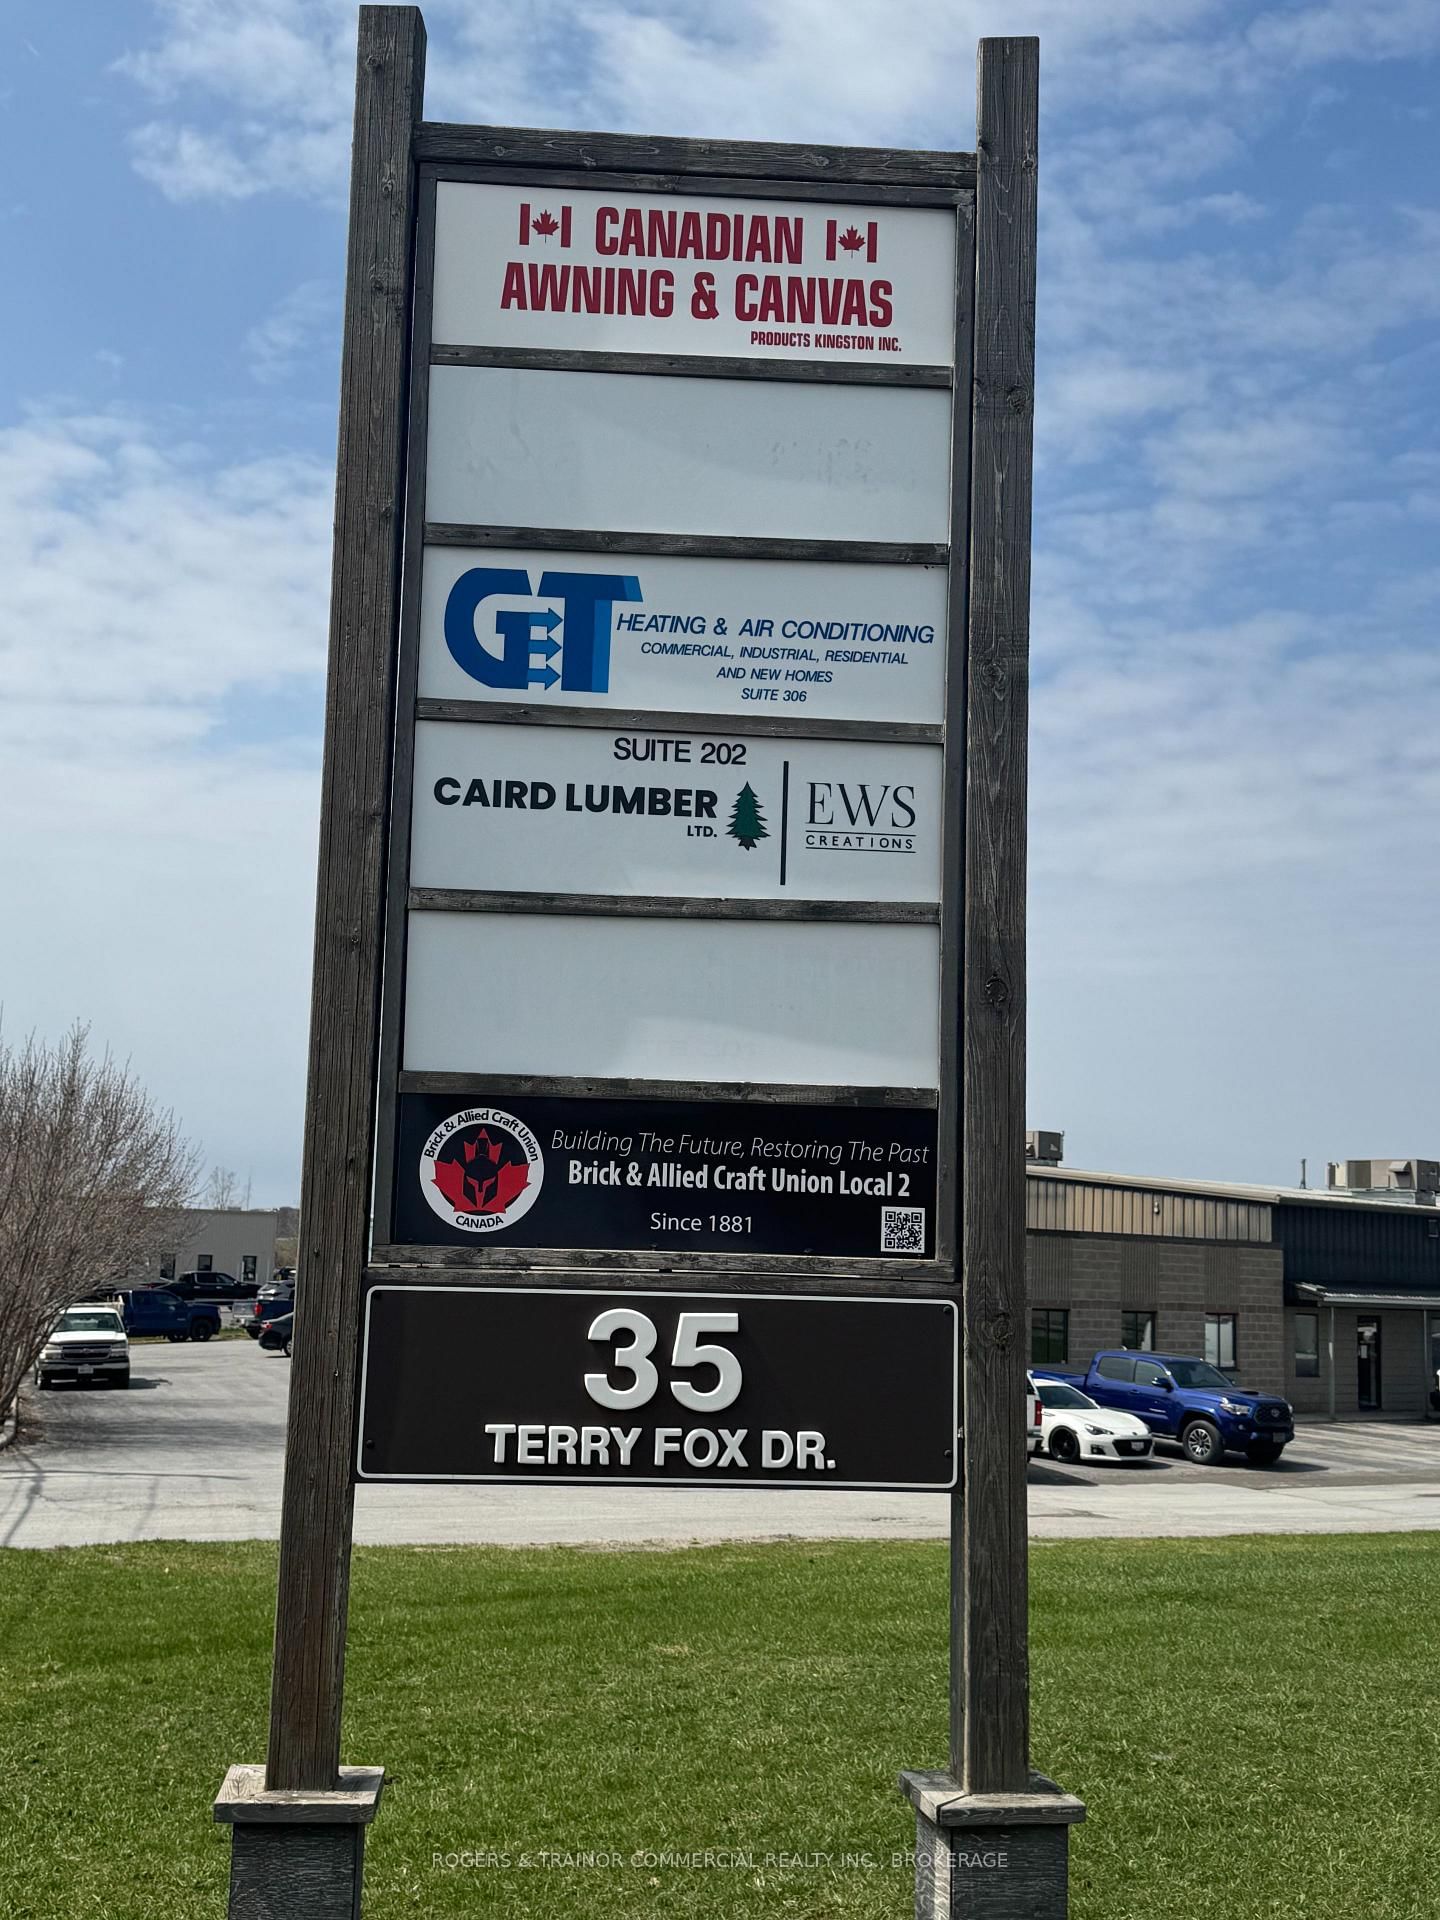 CANADIAN
AWNING & CANVAS
PRODUCTS KINGSTON INC.
GET
HEATING & AIR CONDITIONING
COMMERCIAL, INDUSTRIAL, RESIDENTIAL
AND NEW HOMES
SUITE 306
SUITE 202
CAIRD LUMBER
LTD.
EWS
CREATIONS
Brick & Allied Craft Union
CANADA
Building The Future, Restoring The Past
Brick & Allied Craft Union Local 2
Since 1881
35
TERRY FOX DR.
ROGERS & TRAINOR COMMERCIAL REALTY INC., BROKERAGE